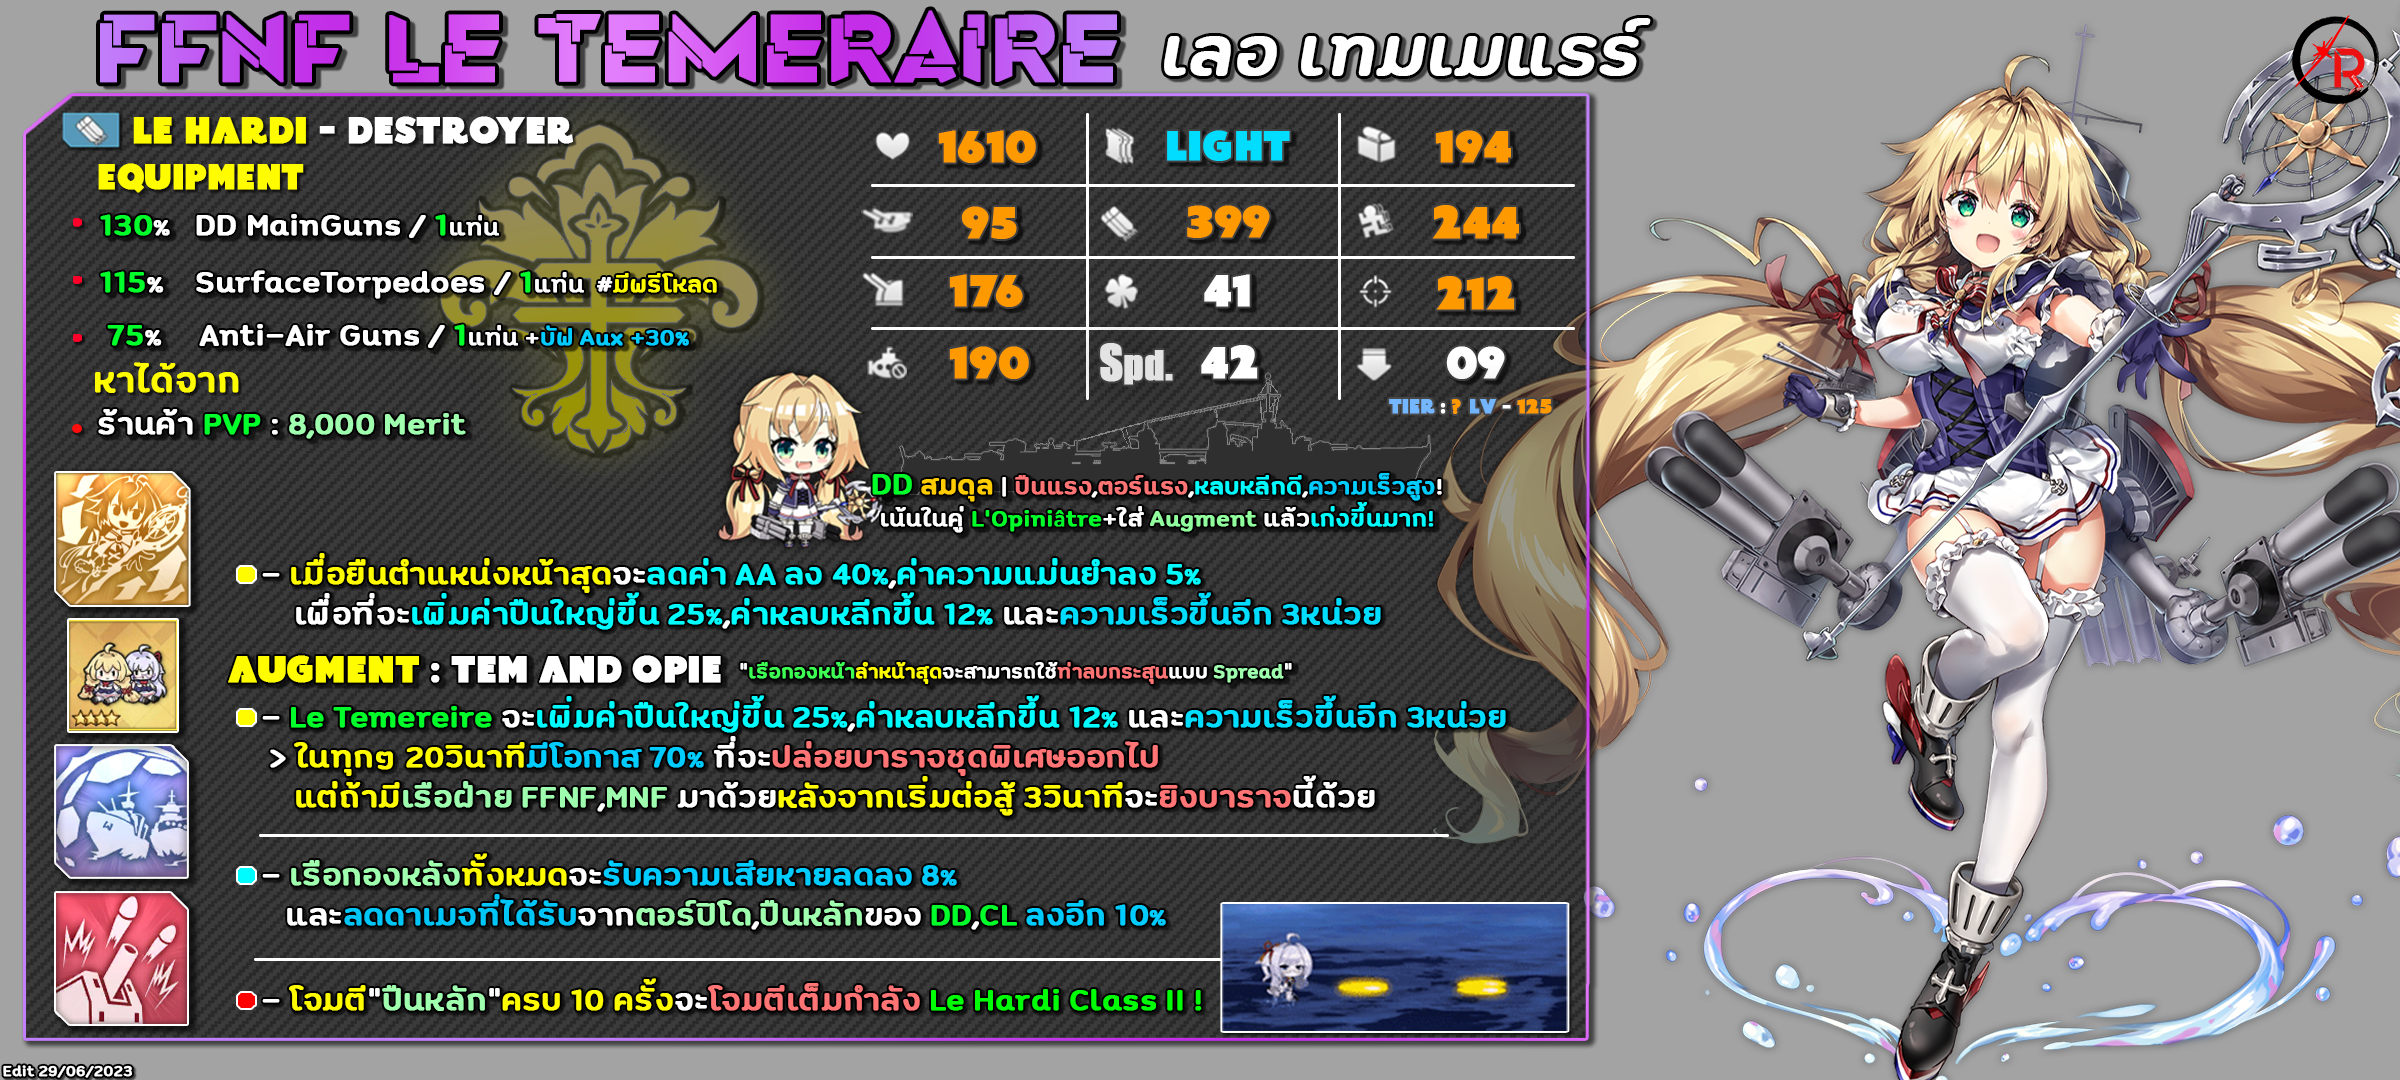 FFNF LE TEMERAIRE เลอ เทมเมแรร์
R
LE HARDI - DESTROYER
EQUIPMENT
130% DD MainGuns / 1แท่น
115% SurfaceTorpedoes / 1แท่น #มีพรีโหลด
75% Anti-Air Guns / 1แท่น +บัฟ Aux +30%
หาได้จาก
ร้านค้า PVP : 8,000 Merit
1610 LIGHT 194
95 399 244
176 41 212
190 Spd. 42 09
TIER : ? LV - 125
DD สมดุล | ปืนแรง,ตอร์แรง,หลบหลีกดี,ความเร็วสูง!
เน้นในคู่ L'Opiniâtre+ใส่ Augment แล้วเก่งขึ้นมาก!
- เมื่อยืนตำแหน่งหน้าสุดจะลดค่า AA ลง 40%,ค่าความแม่นยำลง 5%
เพื่อที่จะเพิ่มค่าปืนใหญ่ขึ้น 25%,ค่าหลบหลีกขึ้น 12% และความเร็วขึ้นอีก 3หน่วย
AUGMENT : TEM AND OPIE "เรือกองหน้าลำหน้าสุดจะสามารถใช้ท่าลบกระสุนแบบ Spread"
- Le Temereire จะเพิ่มค่าปืนใหญ่ขึ้น 25%,ค่าหลบหลีกขึ้น 12% และความเร็วขึ้นอีก 3หน่วย
> ในทุกๆ 20วินาทีมีโอกาส 70% ที่จะปล่อยบาราจชุดพิเศษออกไป
แต่ถ้ามีเรือฝ่าย FFNF,MNF มาด้วยหลังจากเริ่มต่อสู้ 3วินาทีจะยิงบาราจนี้ด้วย
- เรือกองหลังทั้งหมดจะรับความเสียหายลดลง 8%
และลดดาเมจที่ได้รับจากตอร์ปิโด,ปืนหลักของ DD,CL ลงอีก 10%
- โจมตี"ปืนหลัก"ครบ 10 ครั้งจะโจมตีเต็มกำลัง Le Hardi Class II !
Edit 29/06/2023